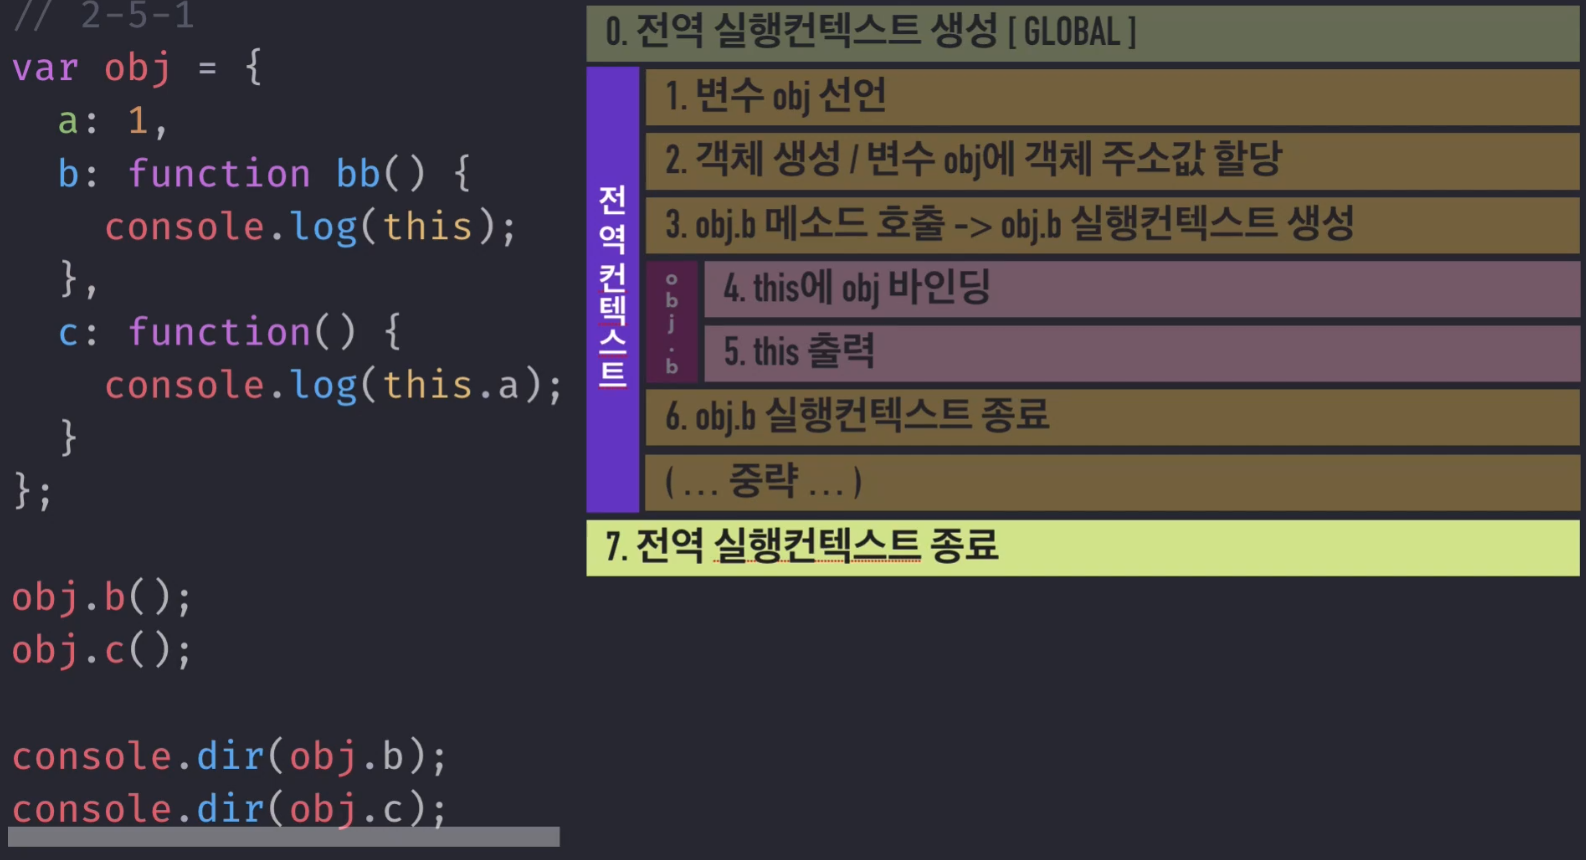 // 2-5-1
var obj = {
  a: 1,
  b: function bb() {
    console.log(this);
  },
  c: function() {
    console.log(this.a);
  }
};

obj.b();
obj.c();

console.dir(obj.b);
console.dir(obj.c);
0. 전역 실행컨텍스트 생성 [ GLOBAL ]
전역컨텍스트
1. 변수 obj 선언
2. 객체 생성 / 변수 obj에 객체 주소값 할당
3. obj.b 메소드 호출 -> obj.b 실행컨텍스트 생성
obj.b
4. this에 obj 바인딩
5. this 출력
6. obj.b 실행컨텍스트 종료
( ... 중략 ... )
7. 전역 실행컨텍스트 종료